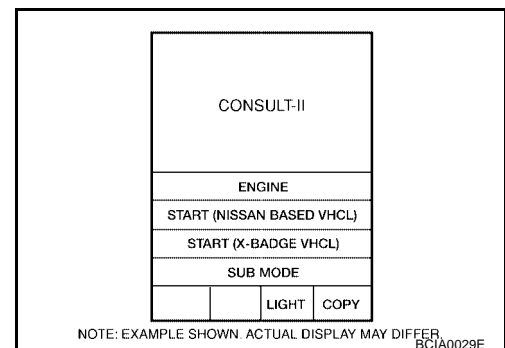 CONSULT-II
ENGINE
START (NISSAN BASED VHCL)
START (X-BADGE VHCL)
SUB MODE
LIGHT COPY
NOTE: EXAMPLE SHOWN. ACTUAL DISPLAY MAY DIFFER.
BCIA0029E